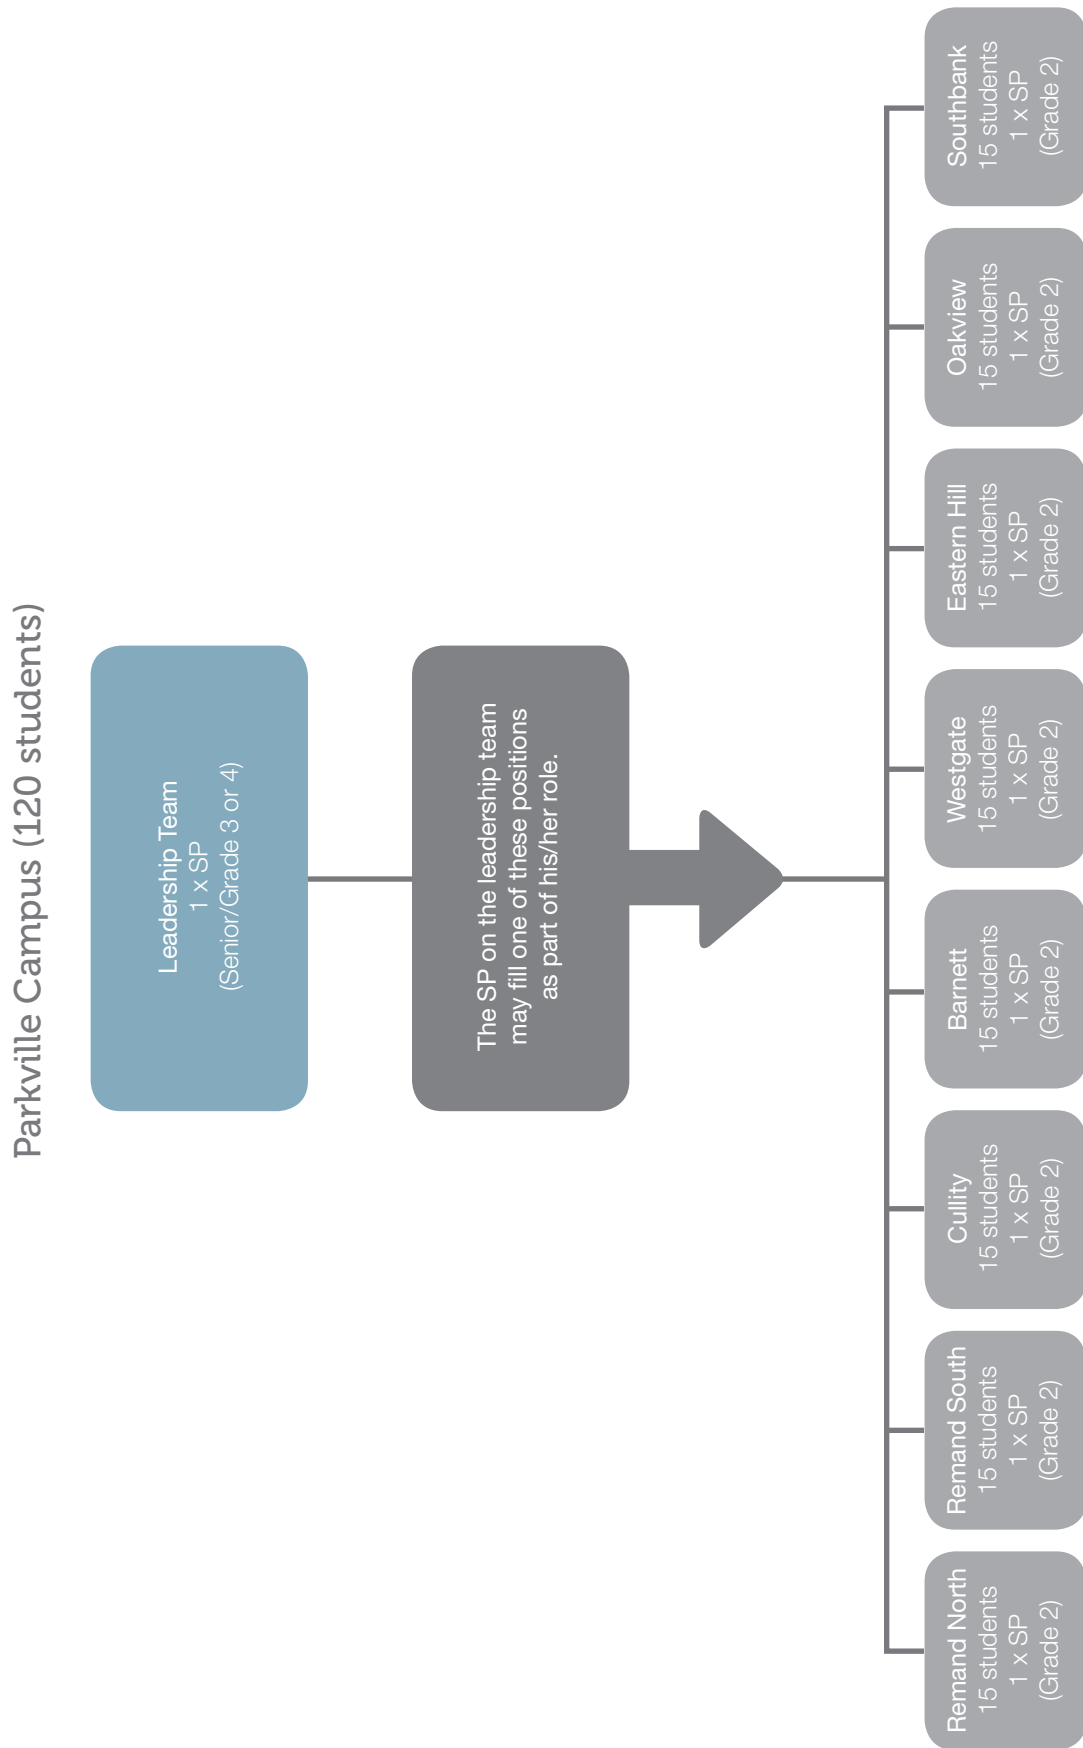 Parkville Campus (120 students)
Leadership Team
1 x SP
(Senior/Grade 3 or 4)
The SP on the leadership team
may fill one of these positions
as part of his/her role.
Remand North
15 students
1 x SP
(Grade 2)
Remand South
15 students
1 x SP
(Grade 2)
Cullity
15 students
1 x SP
(Grade 2)
Barnett
15 students
1 x SP
(Grade 2)
Westgate
15 students
1 x SP
(Grade 2)
Eastern Hill
15 students
1 x SP
(Grade 2)
Oakview
15 students
1 x SP
(Grade 2)
Southbank
15 students
1 x SP
(Grade 2)